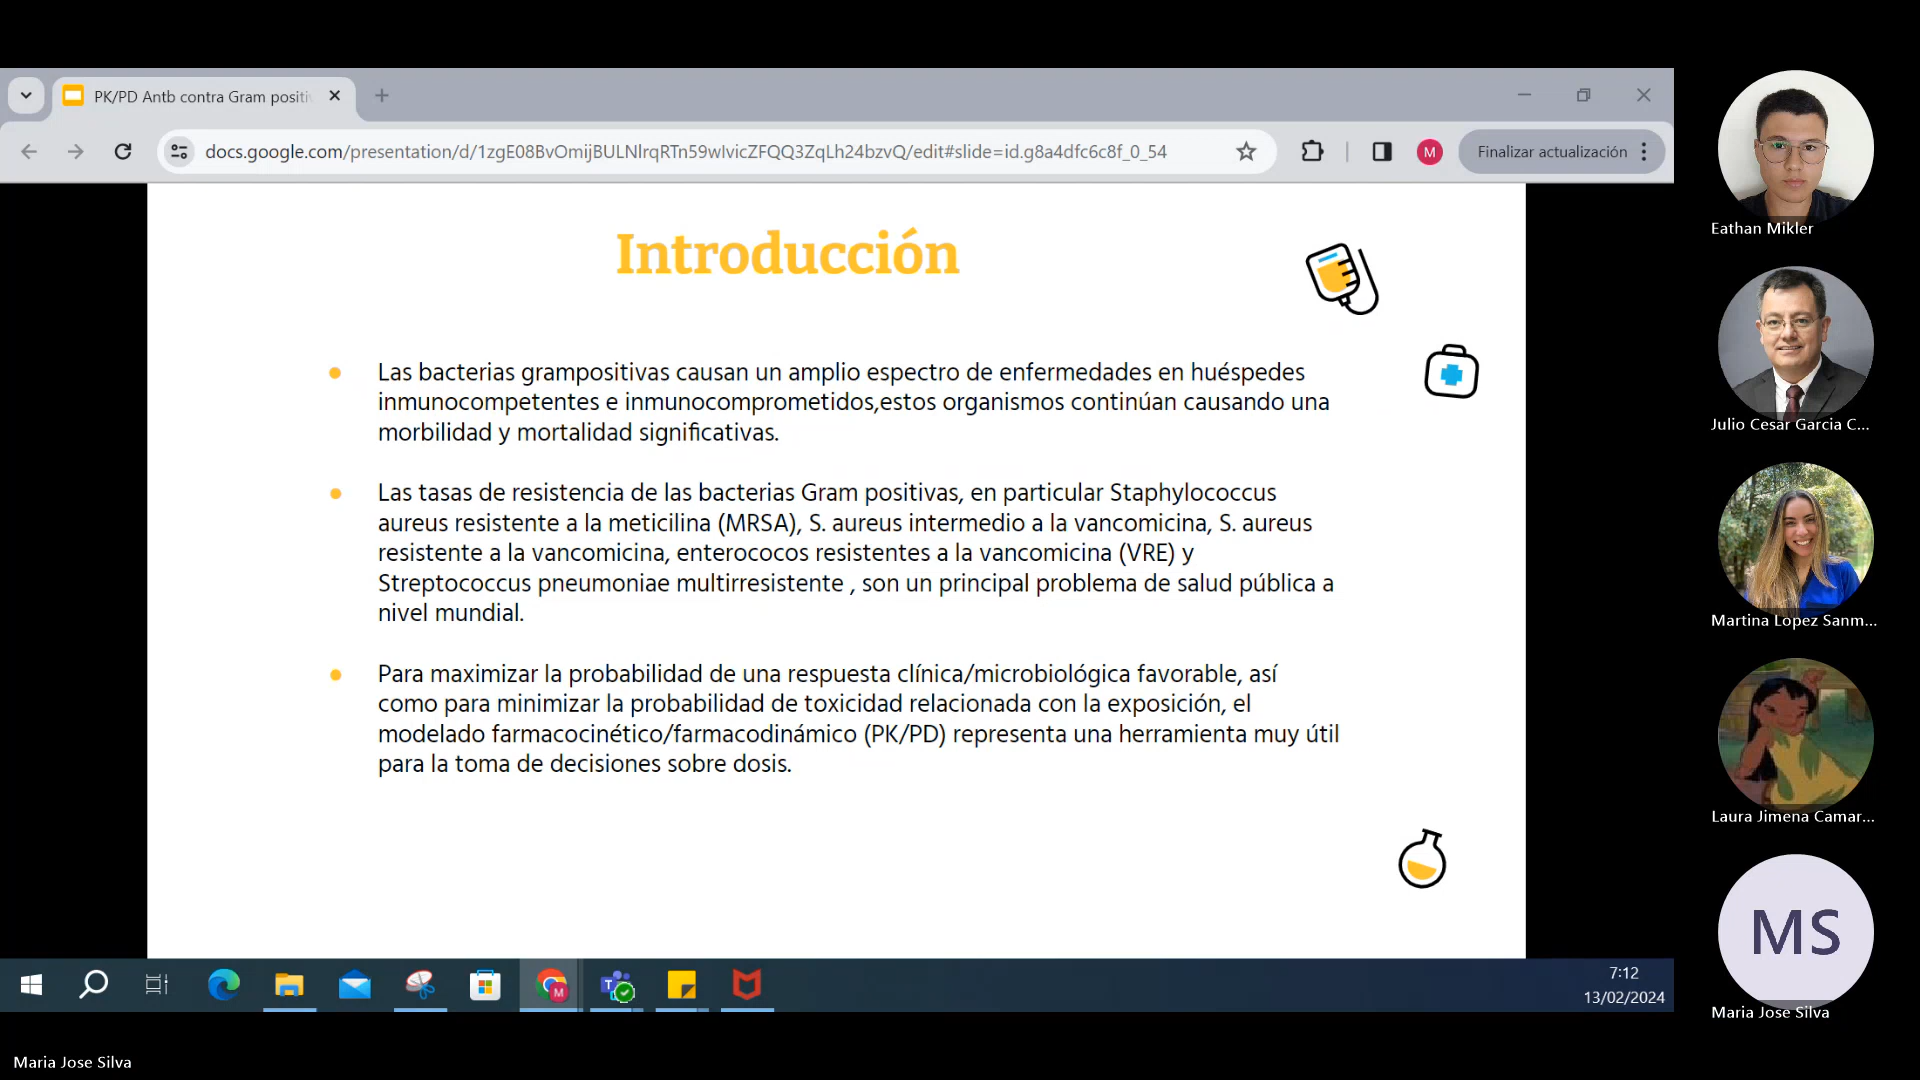 PK/PD Antb contra Gram positiv
docs.google.com/presentation/d/1zgE08BvOmijBULNlrqRTn59wIvicZFQQ3ZqLh24bzvQ/edit#slide=id.g8a4dfc6c8f_0_54
M
Finalizar actualización
Introducción
Las bacterias grampositivas causan un amplio espectro de enfermedades en huéspedes
inmunocompetentes e inmunocomprometidos,estos organismos continúan causando una
morbilidad y mortalidad significativas.
Las tasas de resistencia de las bacterias Gram positivas, en particular Staphylococcus
aureus resistente a la meticilina (MRSA), S. aureus intermedio a la vancomicina, S. aureus
resistente a la vancomicina, enterococos resistentes a la vancomicina (VRE) y
Streptococcus pneumoniae multirresistente , son un principal problema de salud pública a
nivel mundial.
Para maximizar la probabilidad de una respuesta clínica/microbiológica favorable, así
como para minimizar la probabilidad de toxicidad relacionada con la exposición, el
modelado farmacocinético/farmacodinámico (PK/PD) representa una herramienta muy útil
para la toma de decisiones sobre dosis.
M
T
7:12
13/02/2024
Eathan Mikler
Julio Cesar Garcia C...
Martina Lopez Sanm...
Laura Jimena Camar...
MS
Maria Jose Silva
Maria Jose Silva